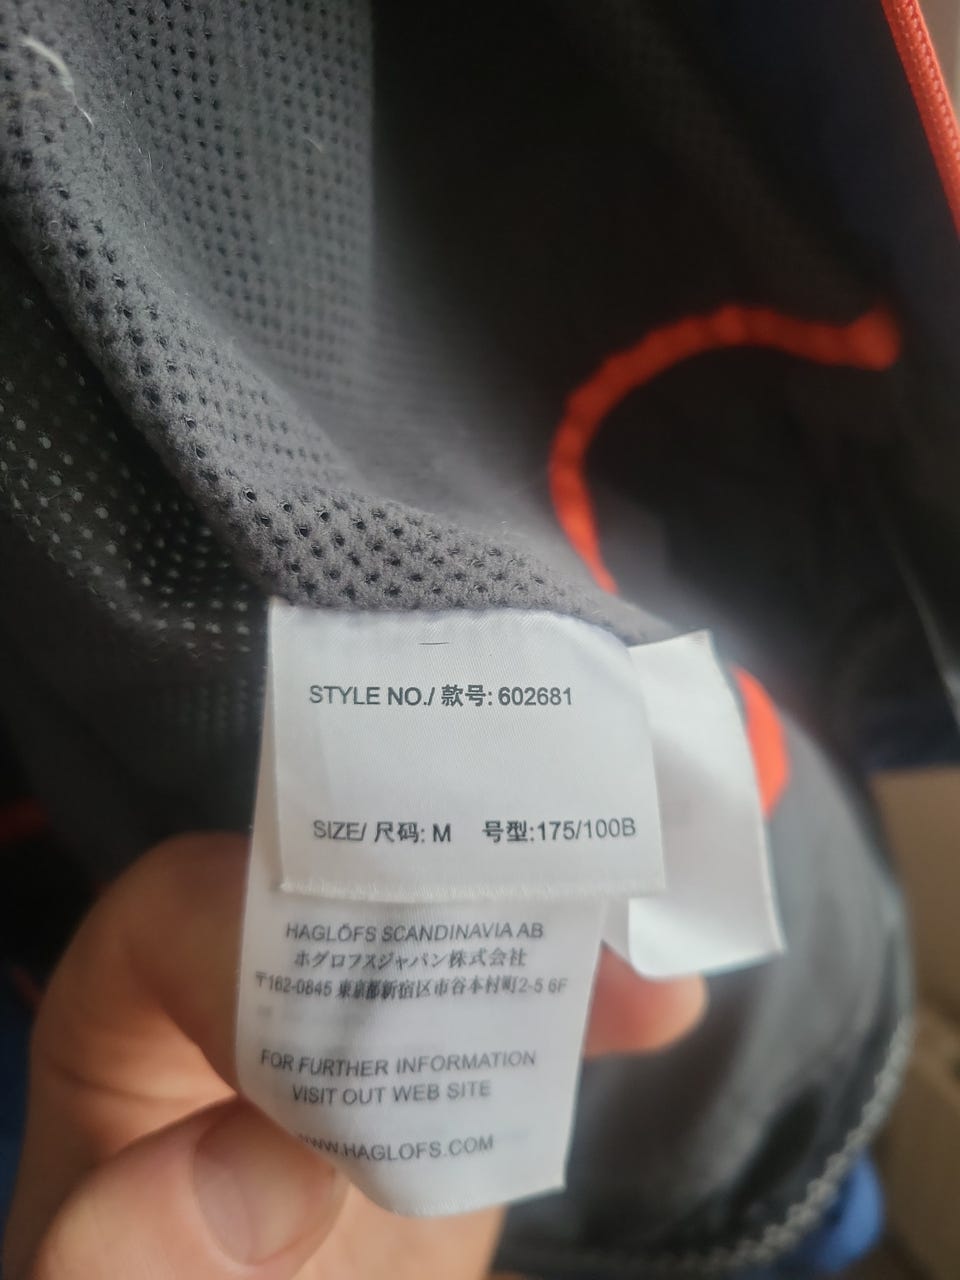 STYLE NO./ 款号: 602681
SIZE/ 尺码: M 号型:175/100B
HAGLÖFS SCANDINAVIA AB
ホグロフスジャパン株式会社
〒162-0845 東京都新宿区市谷本村町2-5 6F
FOR FURTHER INFORMATION
VISIT OUT WEB SITE
WWW.HAGLOFS.COM